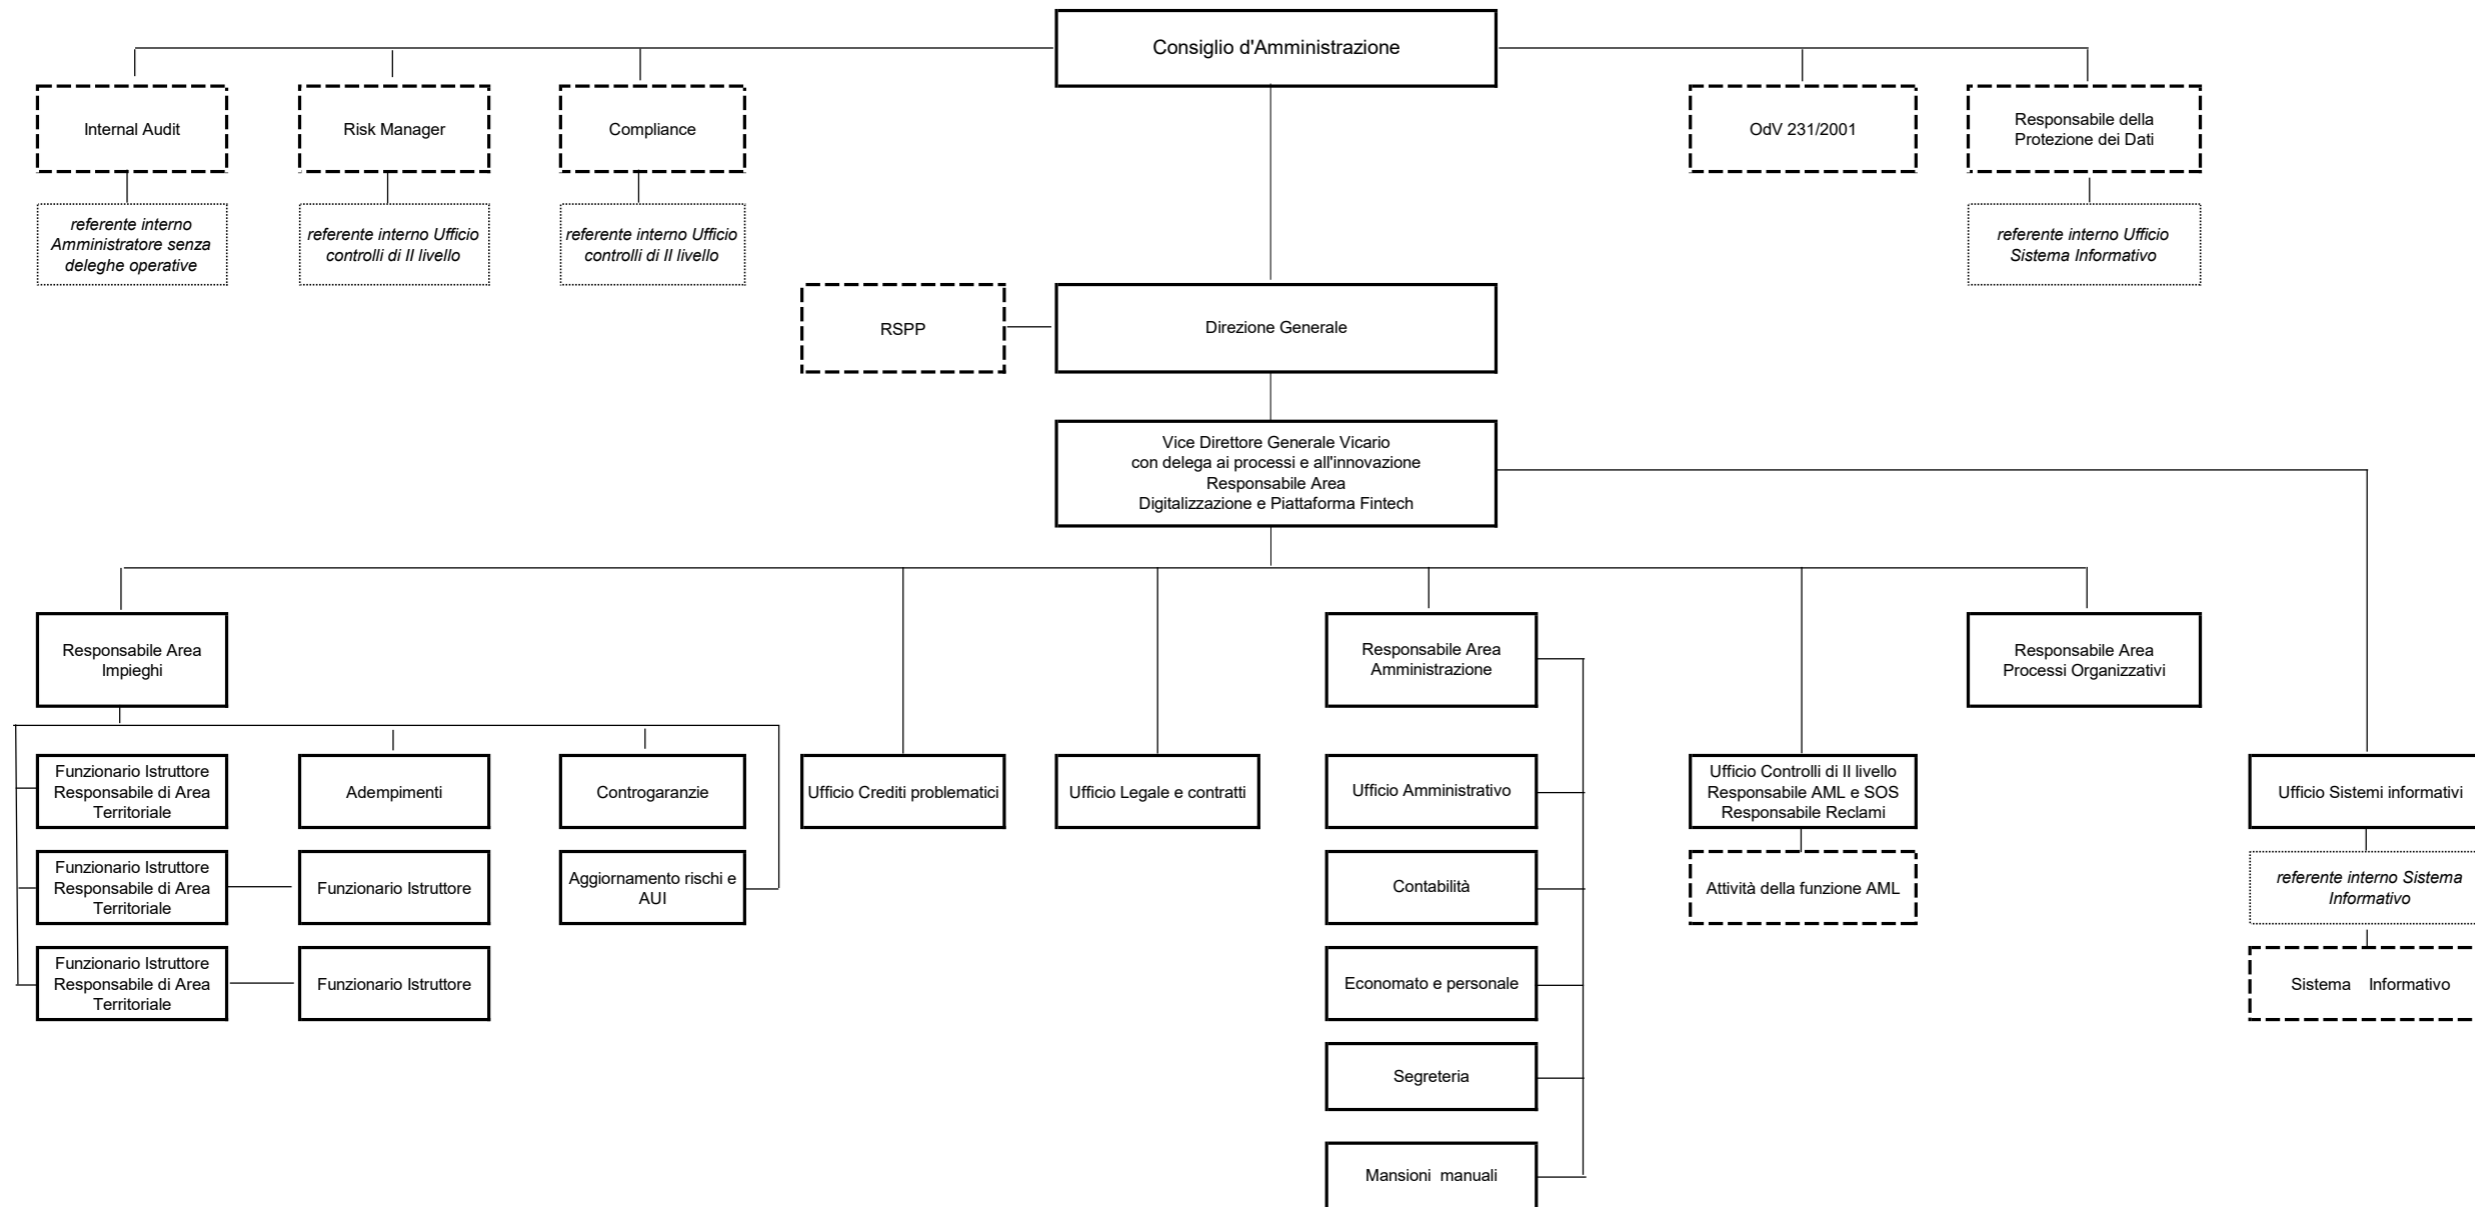 Consiglio d'Amministrazione
Internal Audit
Risk Manager
Compliance
OdV 231/2001
Responsabile della
Protezione dei Dati
referente interno
Amministratore senza
deleghe operative
referente interno Ufficio
controlli di II livello
referente interno Ufficio
controlli di II livello
referente interno Ufficio
Sistema Informativo
RSPP
Direzione Generale
Vice Direttore Generale Vicario
con delega ai processi e all'innovazione
Responsabile Area
Digitalizzazione e Piattaforma Fintech
Responsabile Area
Impieghi
Responsabile Area
Amministrazione
Responsabile Area
Processi Organizzativi
Funzionario Istruttore
Responsabile di Area
Territoriale
Adempimenti
Controgaranzie
Ufficio Crediti problematici
Ufficio Legale e contratti
Ufficio Amministrativo
Ufficio Controlli di II livello
Responsabile AML e SOS
Responsabile Reclami
Ufficio Sistemi informativi
Funzionario Istruttore
Responsabile di Area
Territoriale
Funzionario Istruttore
Aggiornamento rischi e
AUI
Contabilità
Attività della funzione AML
referente interno Sistema
Informativo
Funzionario Istruttore
Responsabile di Area
Territoriale
Funzionario Istruttore
Economato e personale
Sistema Informativo
Segreteria
Mansioni manuali